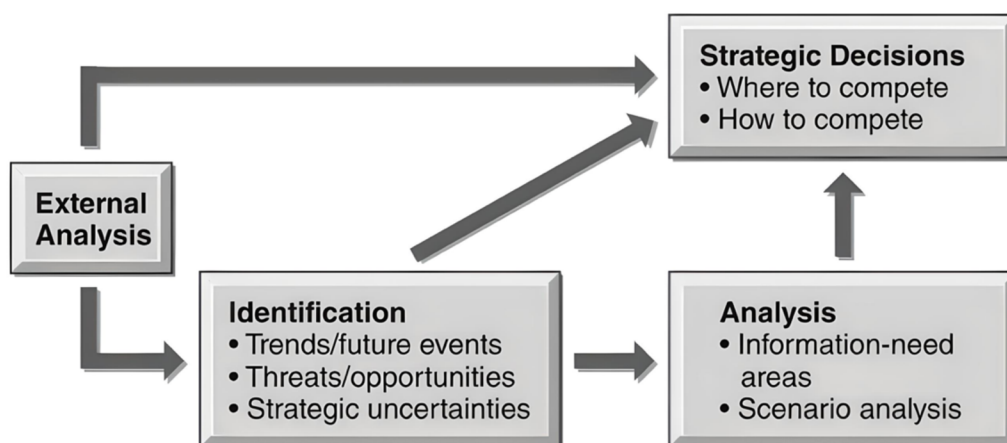 Strategic Decisions
• Where to compete
• How to compete
External
Analysis
Identification
• Trends/future events
• Threats/opportunities
• Strategic uncertainties
Analysis
• Information-need
areas
• Scenario analysis